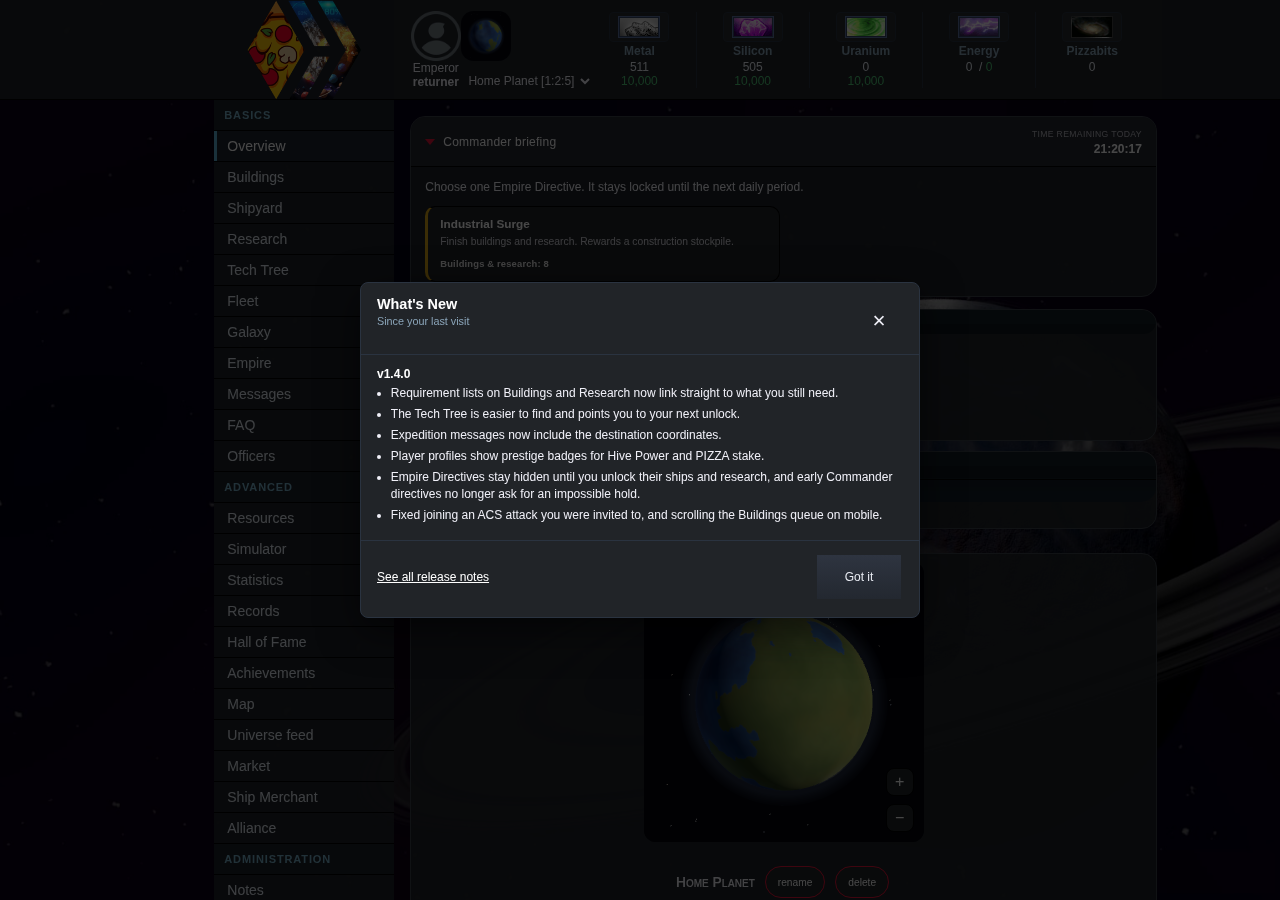 Emperor
returner
Home Planet [1:2:5]
Metal
511
10,000
Silicon
505
10,000
Uranium
0
10,000
Energy
0 / 0
Pizzabits
0
BASICS
Overview
Buildings
Shipyard
Research
Tech Tree
Fleet
Galaxy
Empire
Messages
FAQ
Officers
ADVANCED
Resources
Simulator
Statistics
Records
Hall of Fame
Achievements
Map
Universe feed
Market
Ship Merchant
Alliance
ADMINISTRATION
Notes
Commander briefing
TIME REMAINING TODAY
21:20:17
Choose one Empire Directive. It stays locked until the next daily period.
Industrial Surge
Finish buildings and research. Rewards a construction stockpile.
Buildings & research: 8
What's New
Since your last visit
×
v1.4.0
• Requirement lists on Buildings and Research now link straight to what you still need.
• The Tech Tree is easier to find and points you to your next unlock.
• Expedition messages now include the destination coordinates.
• Player profiles show prestige badges for Hive Power and PIZZA stake.
• Empire Directives stay hidden until you unlock their ships and research, and early Commander
directives no longer ask for an impossible hold.
• Fixed joining an ACS attack you were invited to, and scrolling the Buildings queue on mobile.
See all release notes
Got it
+
−
Home Planet
rename
delete